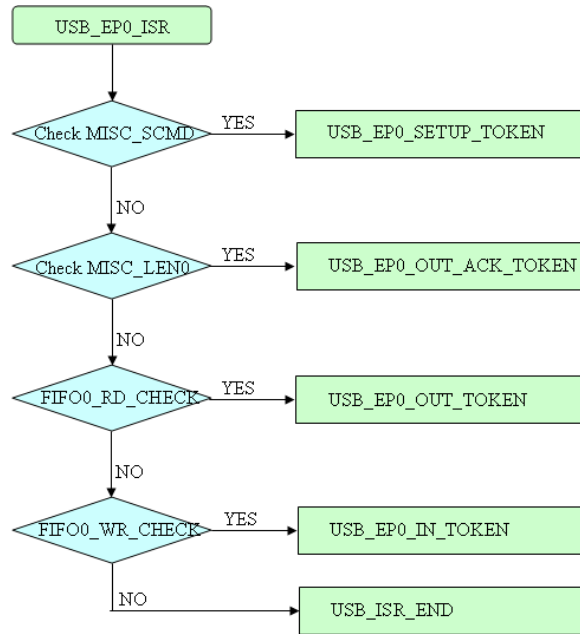 USB_EP0_ISR
Check MISC_SCMD
YES
USB_EP0_SETUP_TOKEN
NO
Check MISC_LEN0
YES
USB_EP0_OUT_ACK_TOKEN
NO
FIFO0_RD_CHECK
YES
USB_EP0_OUT_TOKEN
NO
FIFO0_WR_CHECK
YES
USB_EP0_IN_TOKEN
NO
USB_ISR_END